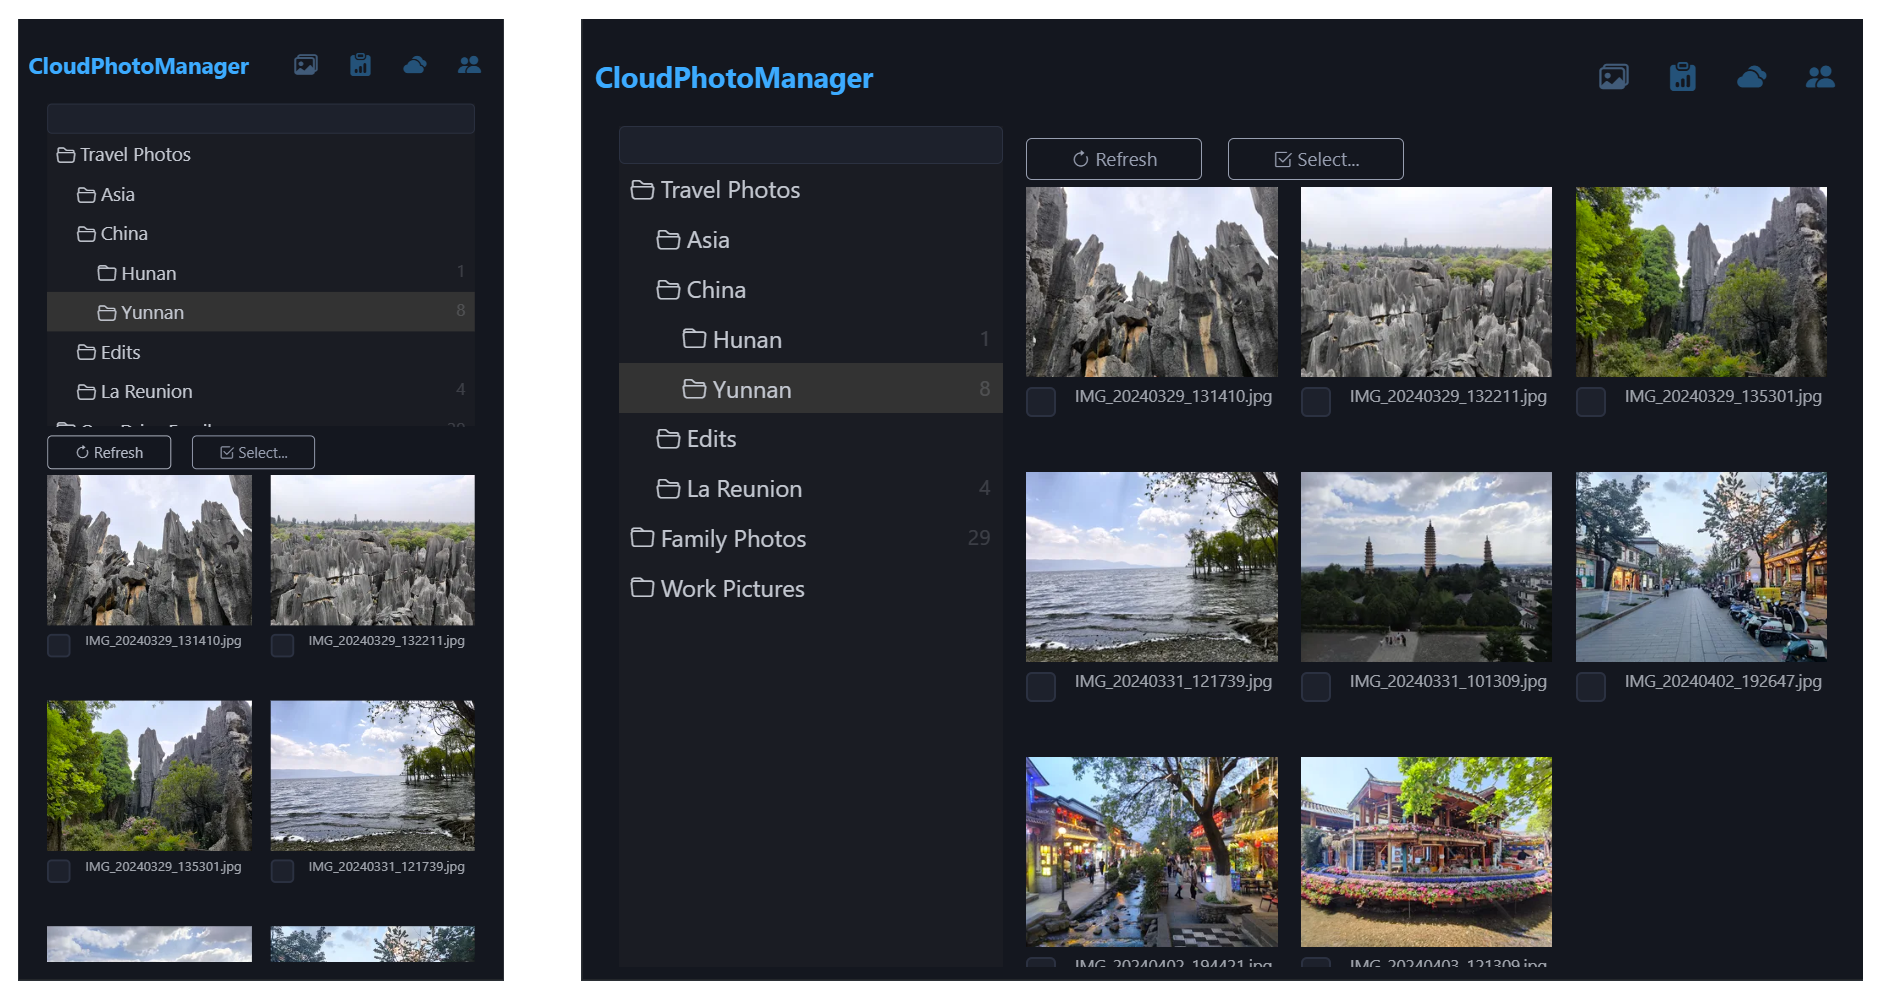 CloudPhotoManager
Travel Photos
Asia
China
Hunan 1
Yunnan 8
Edits
La Reunion 4
Refresh Select...
IMG_20240329_131410.jpg IMG_20240329_132211.jpg
IMG_20240329_135301.jpg IMG_20240331_121739.jpg
CloudPhotoManager
Travel Photos
Asia
China
Hunan 1
Yunnan 8
Edits
La Reunion 4
Family Photos 29
Work Pictures
Refresh Select...
IMG_20240329_131410.jpg IMG_20240329_132211.jpg IMG_20240329_135301.jpg
IMG_20240331_121739.jpg IMG_20240331_101309.jpg IMG_20240402_192647.jpg
IMG_20240402_194421.jpg IMG_20240403_121309.jpg